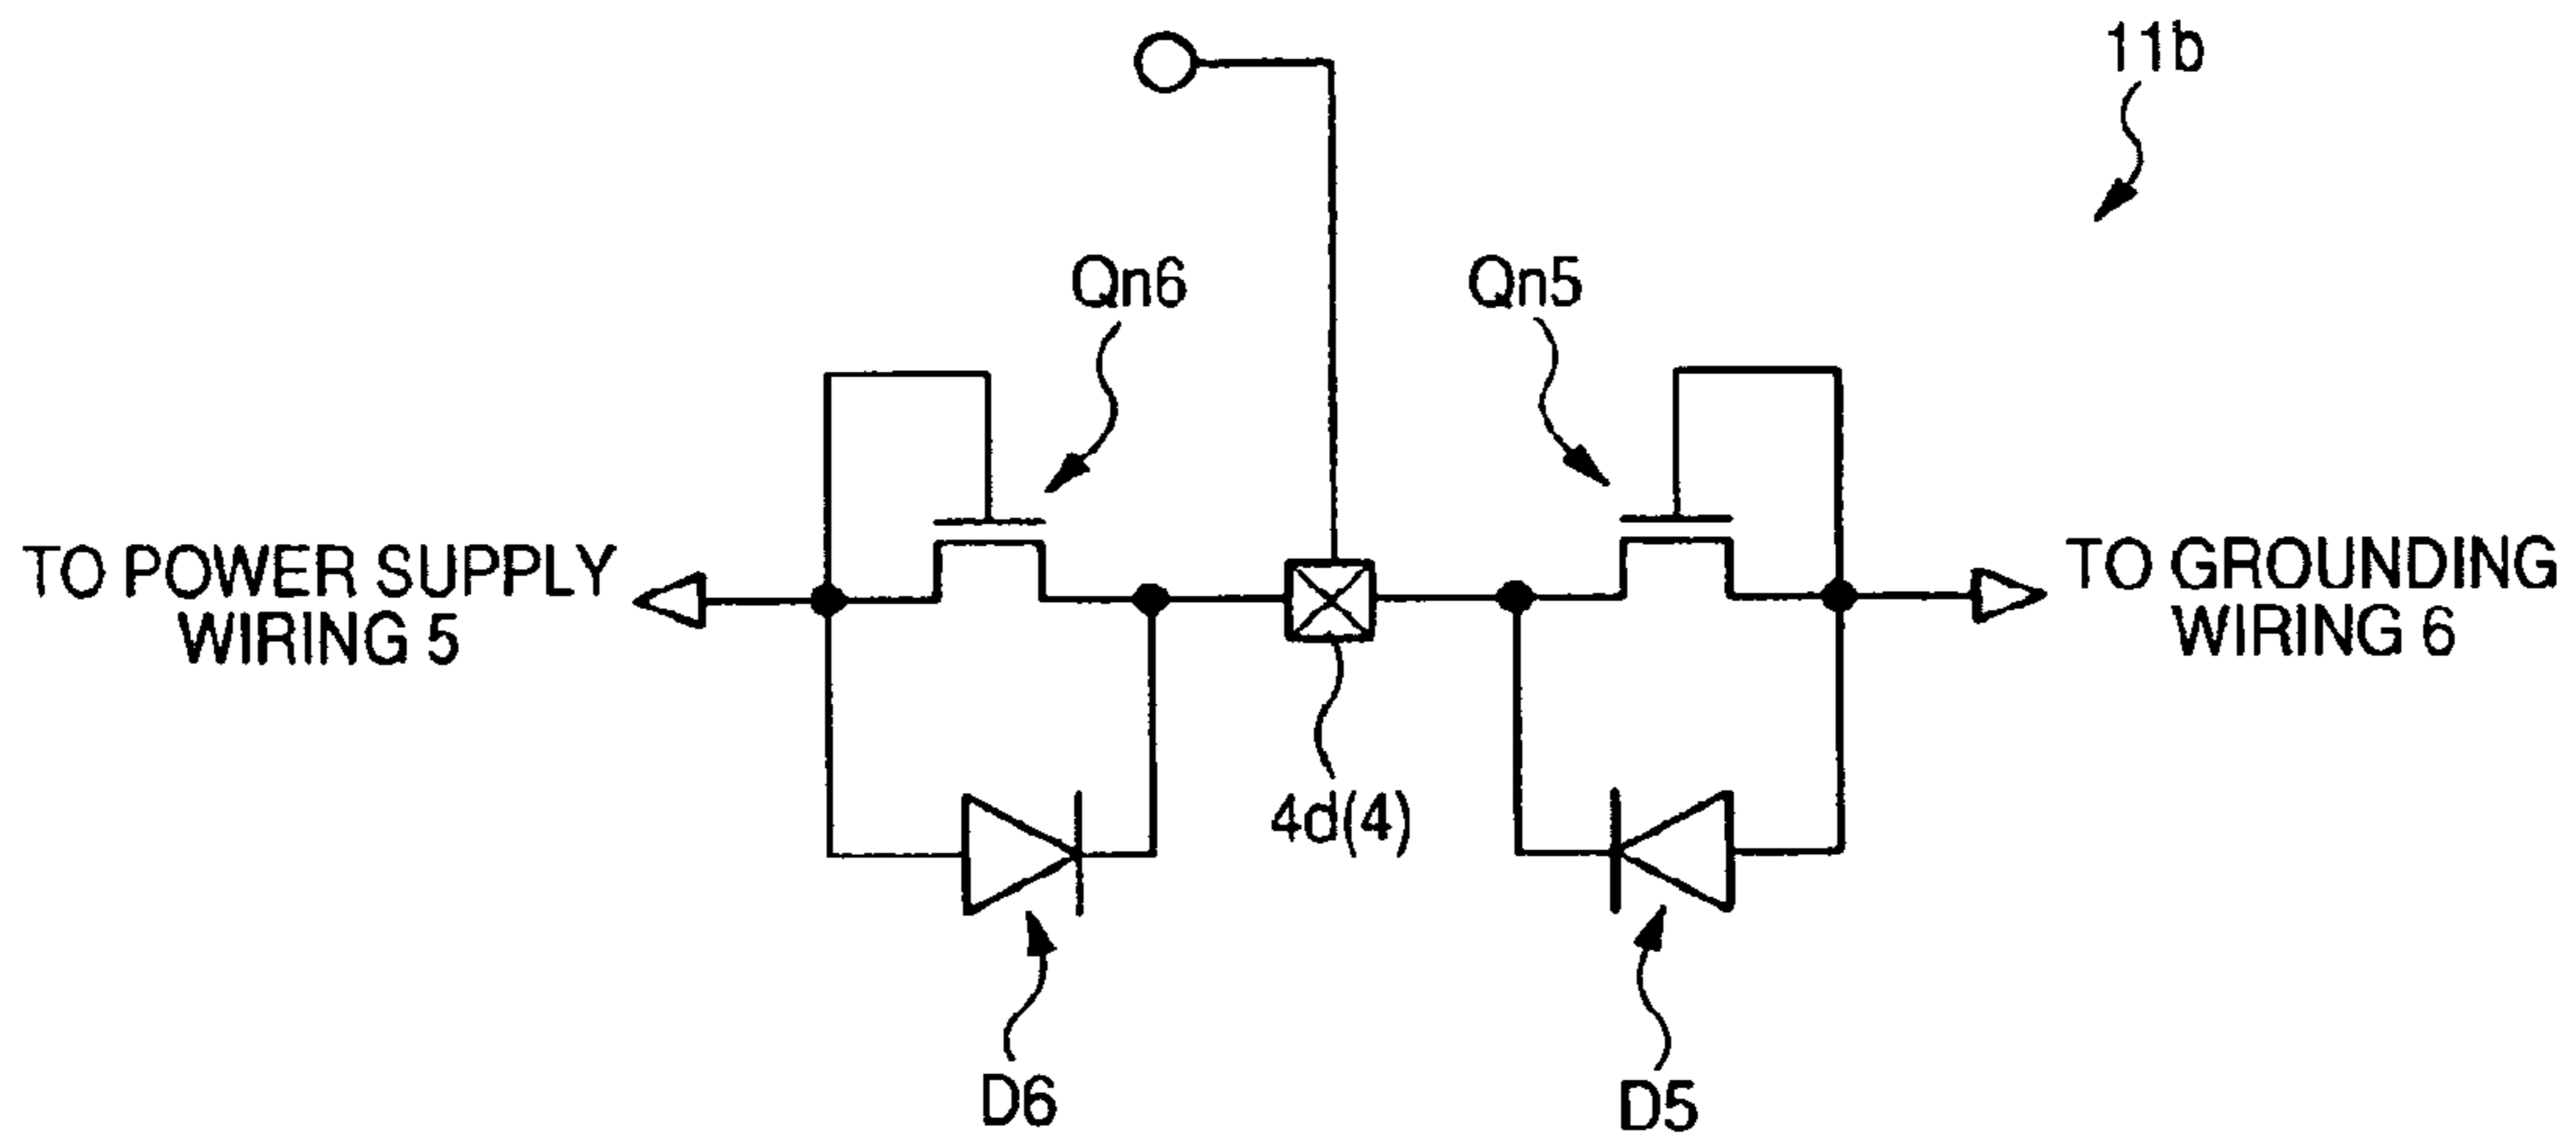 11b
Qn6
Qn5
TO POWER SUPPLY
WIRING 5
TO GROUNDING
WIRING 6
4d(4)
D6
D5